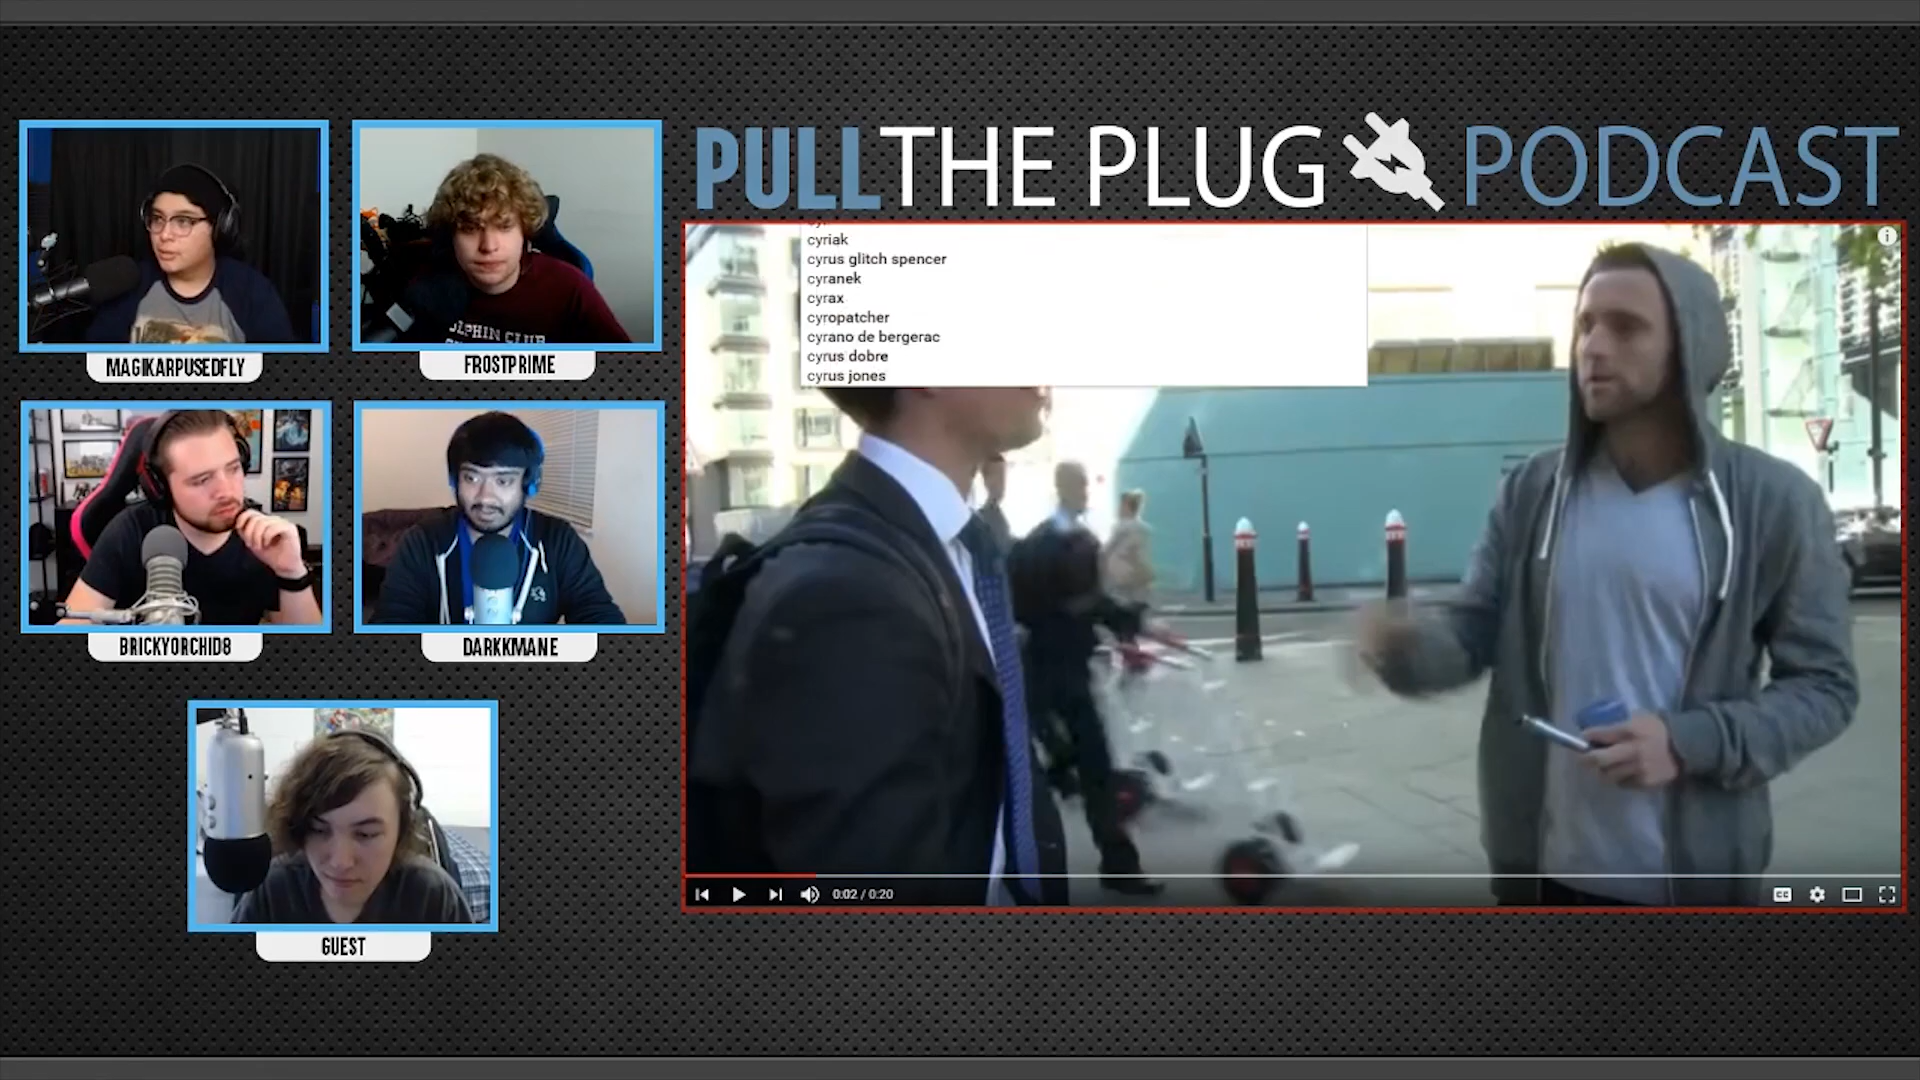 PULL THE PLUG PODCAST
MAGIKARPUSEDFLY
FROSTPRIME
BRICKYORCHID8
DARKKMANE
GUEST
cyriak
cyrus glitch spencer
cyranek
cyrax
cyropatcher
cyrano de bergerac
cyrus dobre
cyrus jones
0:02 / 0:20
CC